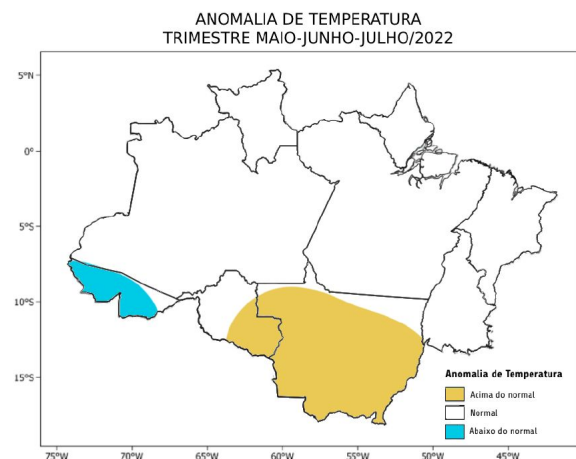 ANOMALIA DE TEMPERATURA
TRIMESTRE MAIO-JUNHO-JULHO/2022
5°N
0°
5°S
10°S
15°S
75°W
70°W
65°W
60°W
55°W
50°W
45°W
Anomalia de Temperatura
Acima do normal
Normal
Abaixo do normal